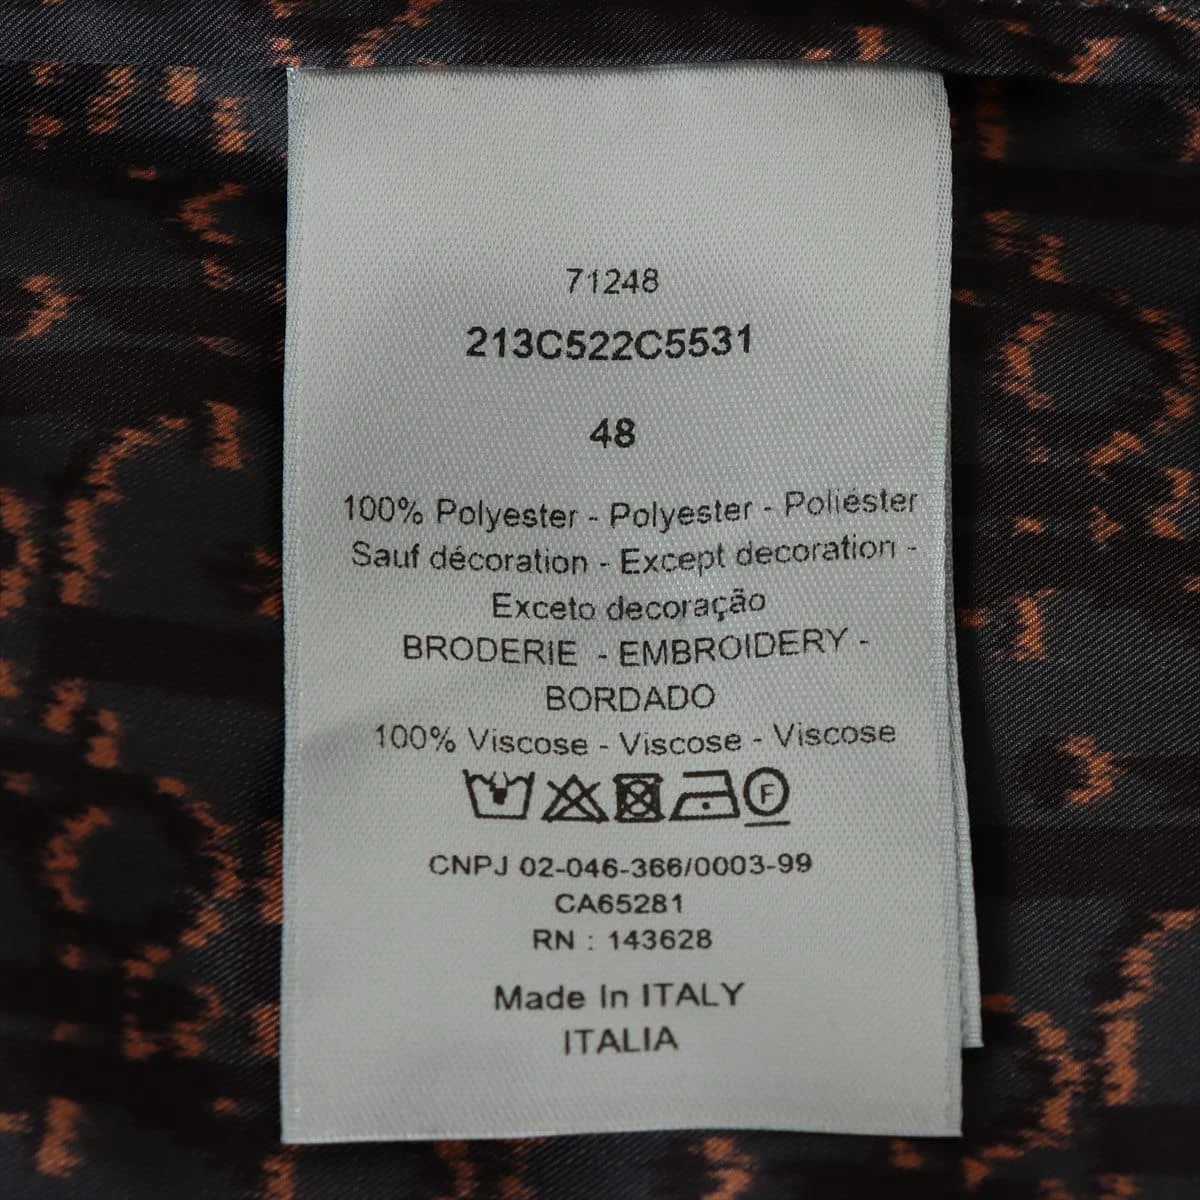 71248
213C522C5531
48
100% Polyester - Polyester - Poliéster
Sauf décoration - Except decoration -
Exceto decoração
BRODERIE - EMBROIDERY -
BORDADO
100% Viscose - Viscose - Viscose
F
CNPJ 02-046-366/0003-99
CA65281
RN : 143628
Made In ITALY
ITALIA